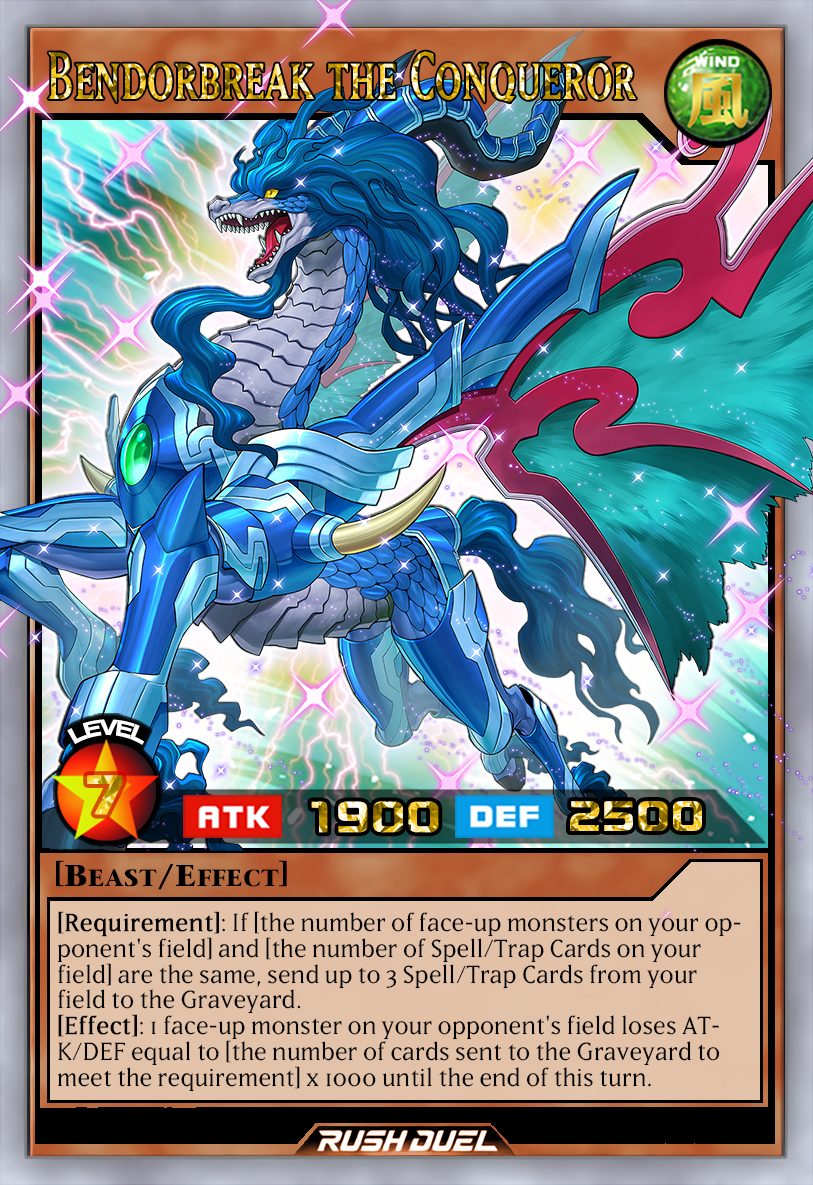 Bendorbreak the Conqueror
WIND
風
LEVEL
7
ATK 1900 DEF 2500
[Beast/Effect]
[Requirement]: If [the number of face-up monsters on your op-
ponent's field] and [the number of Spell/Trap Cards on your
field] are the same, send up to 3 Spell/Trap Cards from your
field to the Graveyard.
[Effect]: 1 face-up monster on your opponent's field loses AT-
K/DEF equal to [the number of cards sent to the Graveyard to
meet the requirement] x 1000 until the end of this turn.
RUSH DUEL